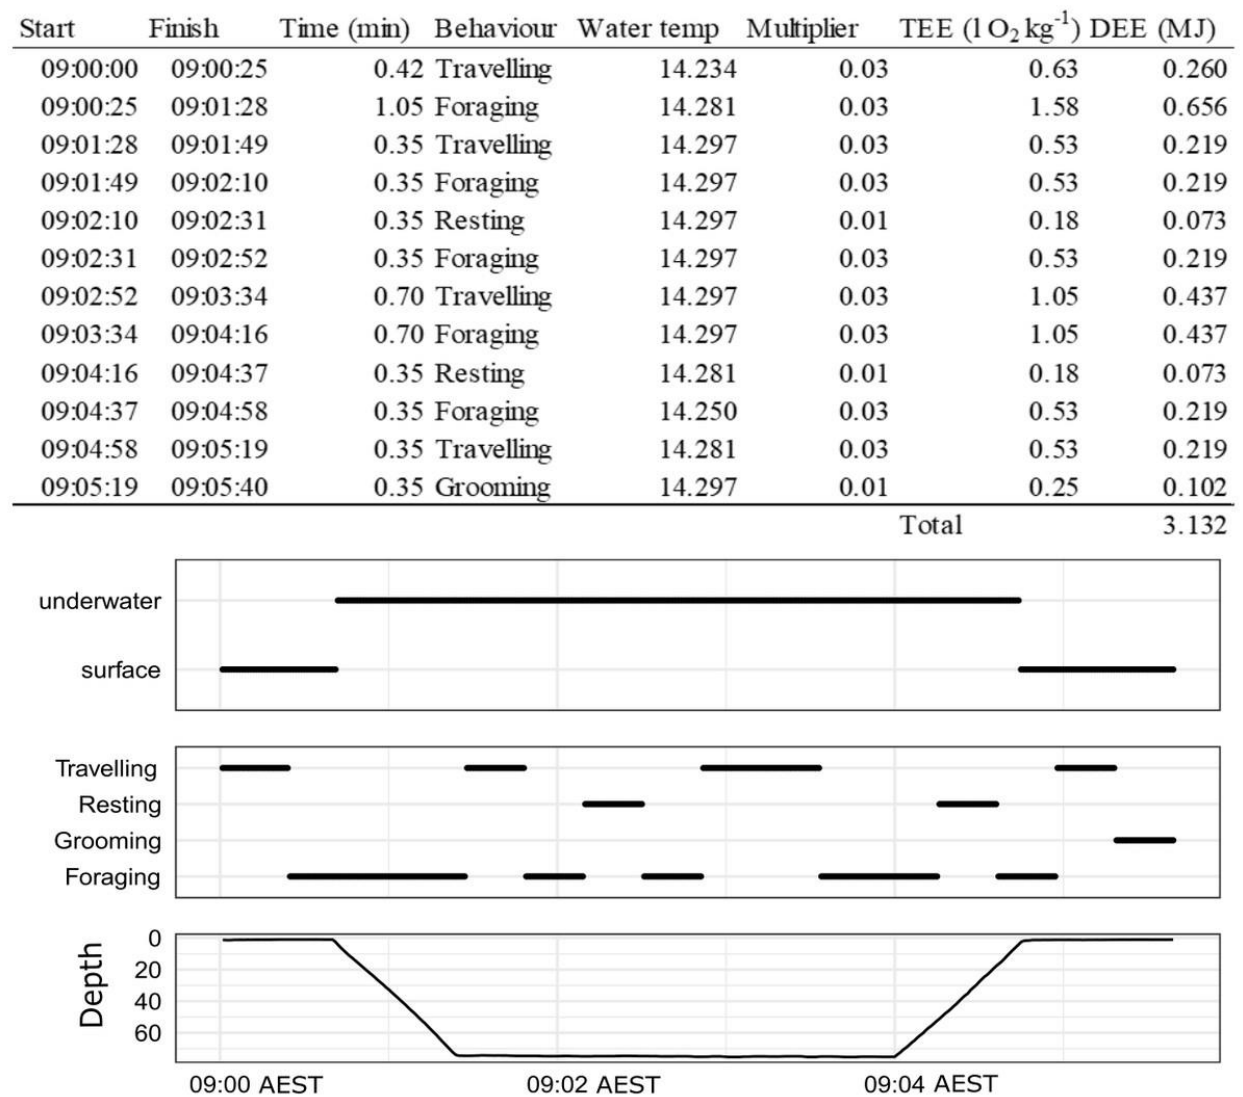 Start Finish Time (min) Behaviour Water temp Multiplier TEE (l O₂ kg⁻¹) DEE (MJ)
09:00:00 09:00:25 0.42 Travelling 14.234 0.03 0.63 0.260
09:00:25 09:01:28 1.05 Foraging 14.281 0.03 1.58 0.656
09:01:28 09:01:49 0.35 Travelling 14.297 0.03 0.53 0.219
09:01:49 09:02:10 0.35 Foraging 14.297 0.03 0.53 0.219
09:02:10 09:02:31 0.35 Resting 14.297 0.01 0.18 0.073
09:02:31 09:02:52 0.35 Foraging 14.297 0.03 0.53 0.219
09:02:52 09:03:34 0.70 Travelling 14.297 0.03 1.05 0.437
09:03:34 09:04:16 0.70 Foraging 14.297 0.03 1.05 0.437
09:04:16 09:04:37 0.35 Resting 14.281 0.01 0.18 0.073
09:04:37 09:04:58 0.35 Foraging 14.250 0.03 0.53 0.219
09:04:58 09:05:19 0.35 Travelling 14.281 0.03 0.53 0.219
09:05:19 09:05:40 0.35 Grooming 14.297 0.01 0.25 0.102
Total 3.132
underwater
surface
Travelling
Resting
Grooming
Foraging
Depth
0
20
40
60
09:00 AEST 09:02 AEST 09:04 AEST